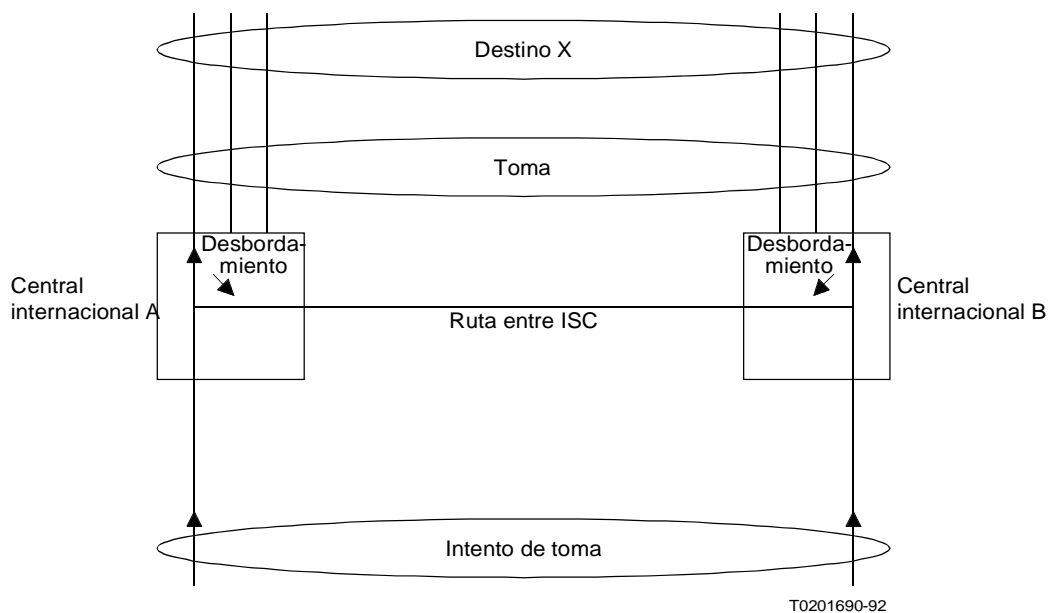 Destino X
Toma
Desborda-
miento
Desborda-
miento
Central
internacional A
Central
internacional B
Ruta entre ISC
Intento de toma
T0201690-92